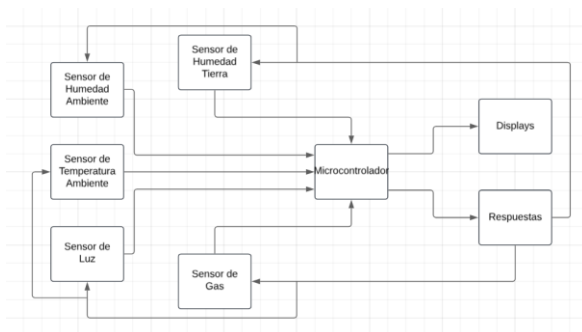 Sensor de
Humedad
Tierra
Sensor de
Humedad
Ambiente
Displays
Sensor de
Temperatura
Ambiente
Microcontrolador
Respuestas
Sensor de
Luz
Sensor de
Gas